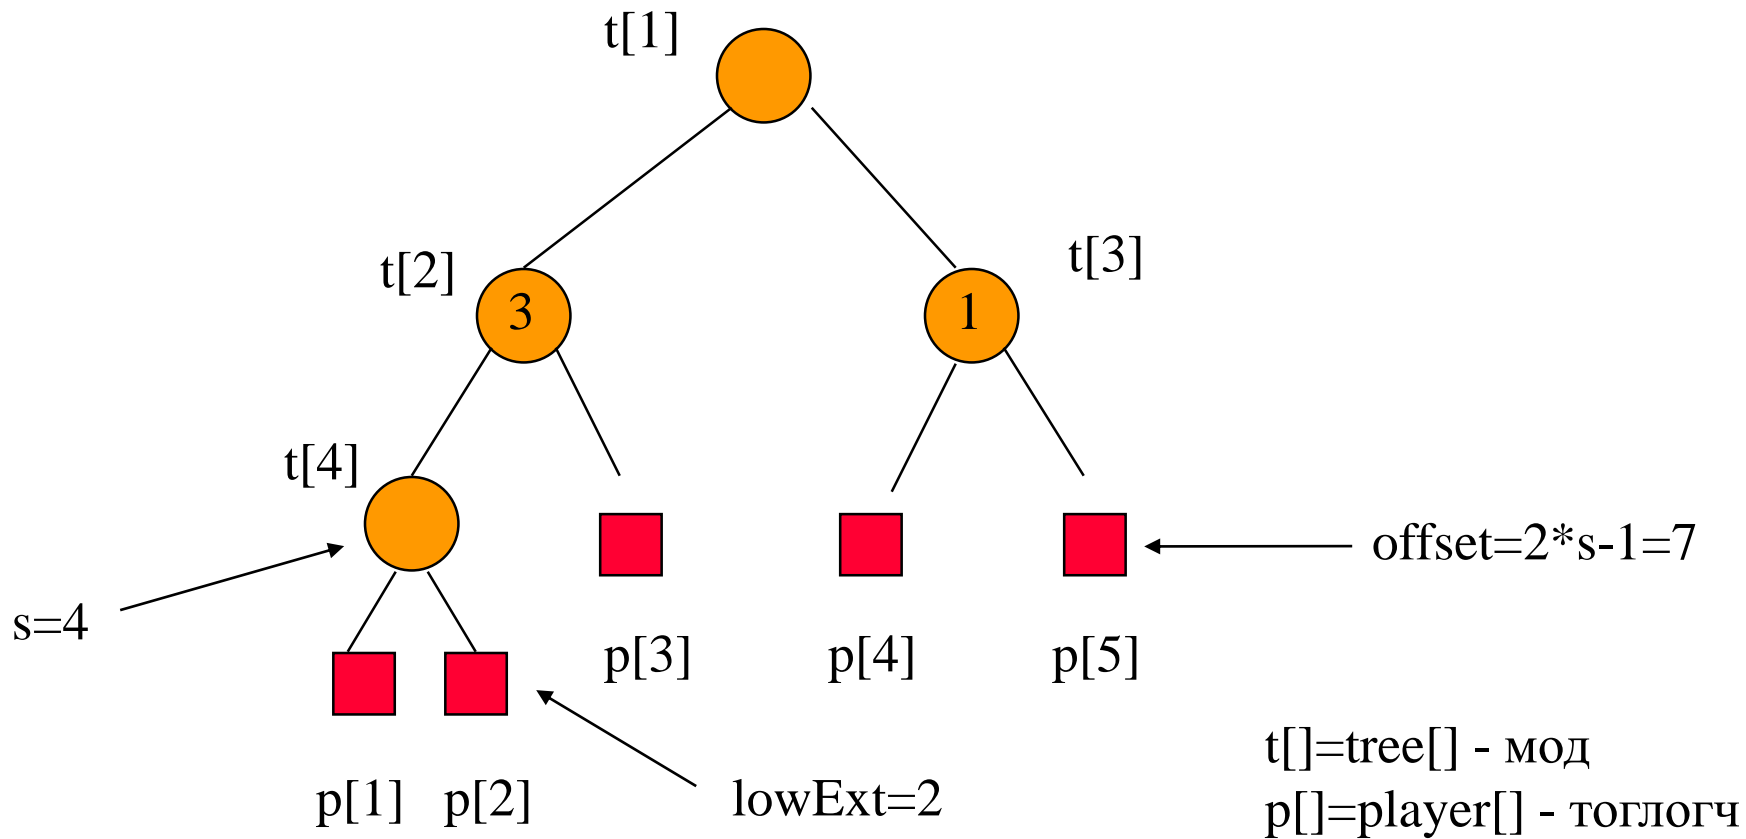 t[1]
t[2]
3
1
t[3]
t[4]
offset=2*s-1=7
s=4
p[3]
p[4]
p[5]
p[1]
p[2]
lowExt=2
t[]=tree[] - мод
p[]=player[] - тоглогч